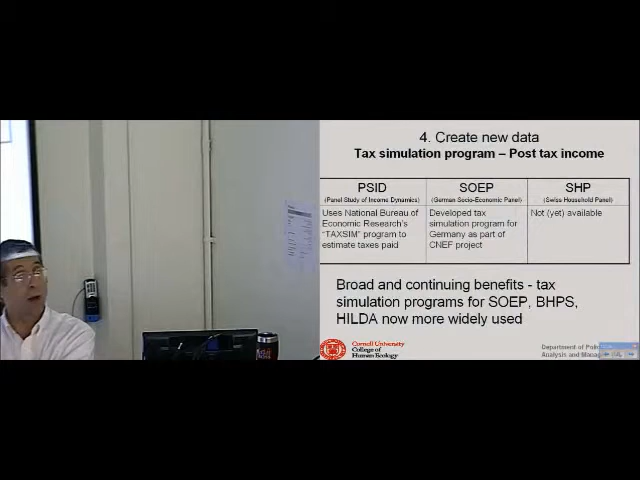 4. Create new data
Tax simulation program – Post tax income
PSID
(Panel Study of Income Dynamics)
SOEP
(German Socio-Economic Panel)
SHP
(Swiss Household Panel)
Uses National Bureau of
Economic Research's
"TAXSIM" program to
estimate taxes paid
Developed tax
simulation program for
Germany as part of
CNEF project
Not (yet) available
Broad and continuing benefits - tax
simulation programs for SOEP, BHPS,
HILDA now more widely used
Cornell University
College of
Human Ecology
Department of
Analysis and